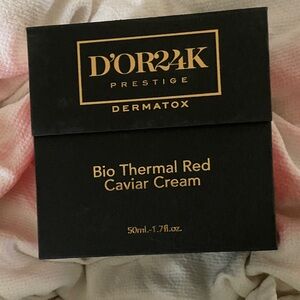 D'OR24K
PRESTIGE
DERMATOX
Bio Thermal Red
Caviar Cream
50ml.-1.7fl.oz.